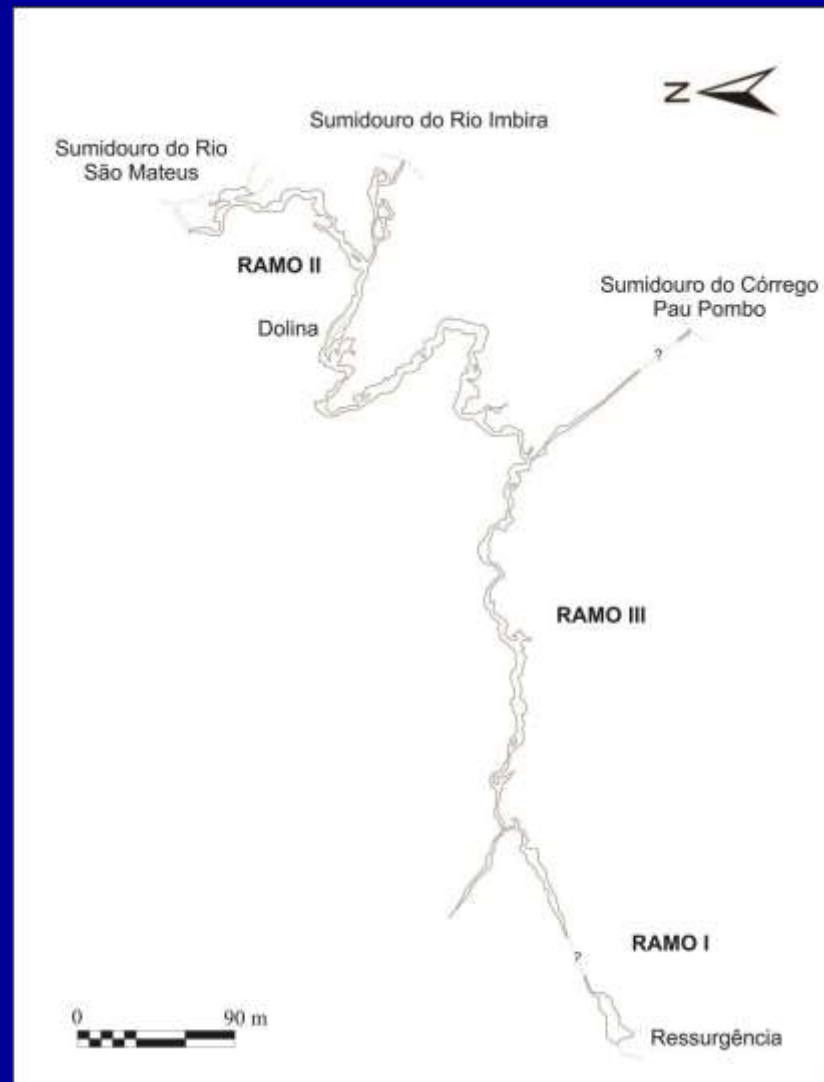 N
Sumidouro do Rio Imbira
Sumidouro do Rio
São Mateus
RAMO II
Sumidouro do Córrego
Pau Pombo
Dolina
?
RAMO III
RAMO I
?
0 90 m
Ressurgência